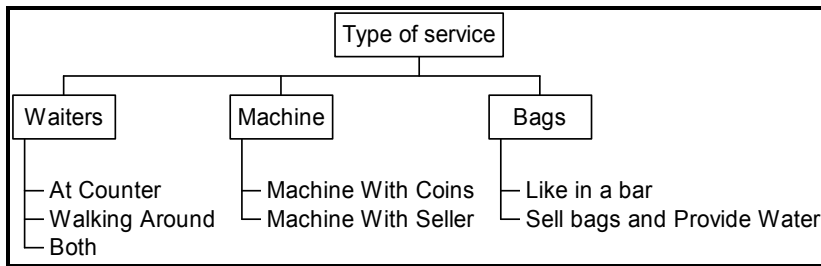 Type of service
Waiters
Machine
Bags
At Counter
Walking Around
Both
Machine With Coins
Machine With Seller
Like in a bar
Sell bags and Provide Water